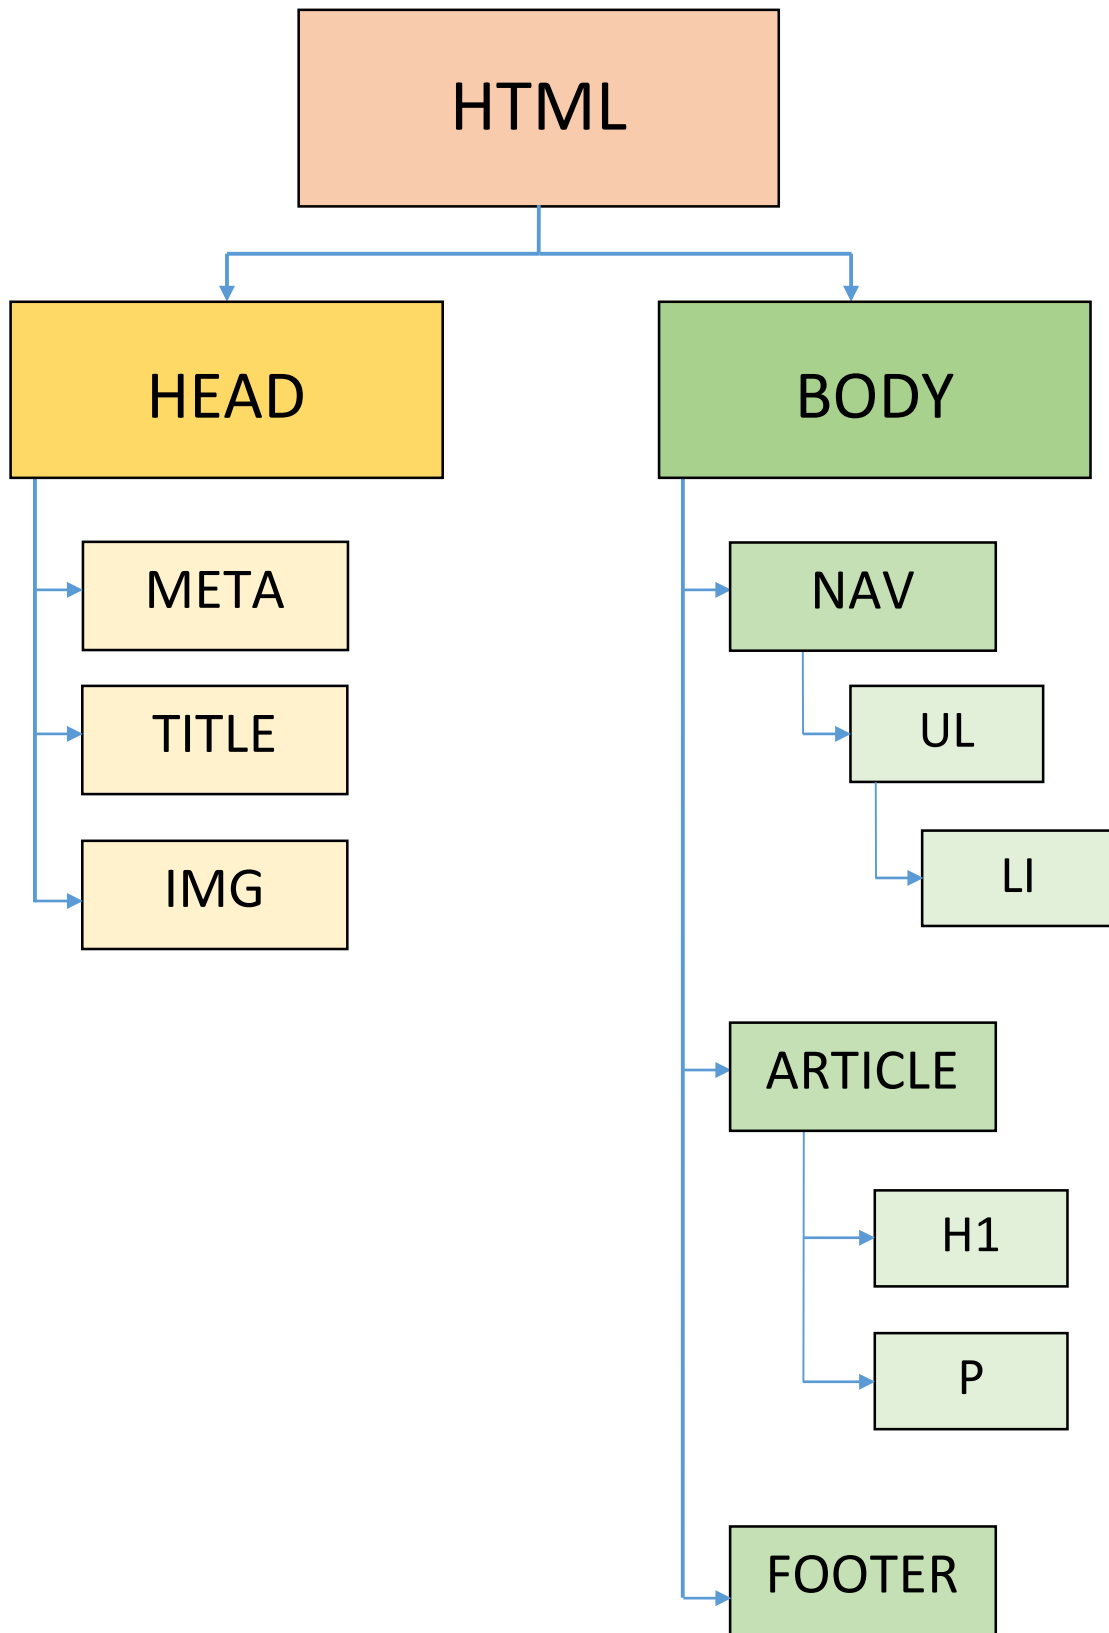 HTML
HEAD
BODY
META
TITLE
IMG
NAV
UL
LI
ARTICLE
H1
P
FOOTER